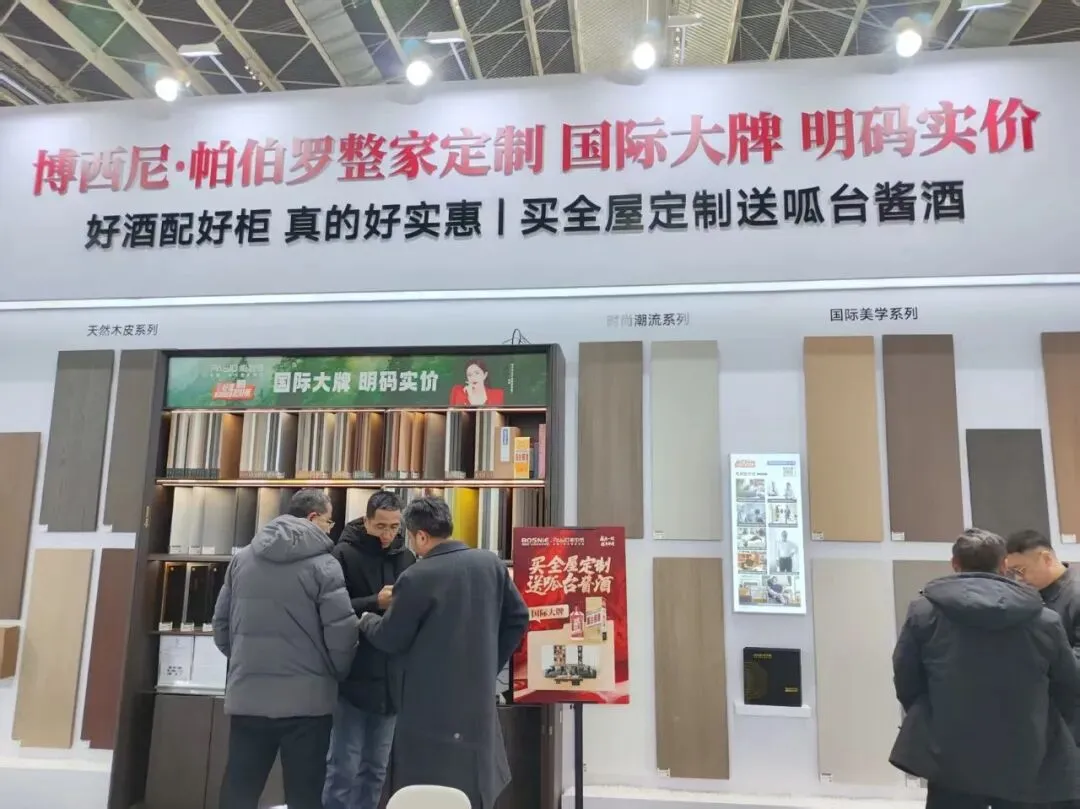 博西尼·帕伯罗整家定制 国际大牌 明码实价
好酒配好柜 真的好实惠 | 买全屋定制送呱台酱酒
天然木皮系列
时尚潮流系列
国际美学系列
国际大牌 明码实价
BOSNIE
买全屋定制
送呱台酱酒
国际大牌